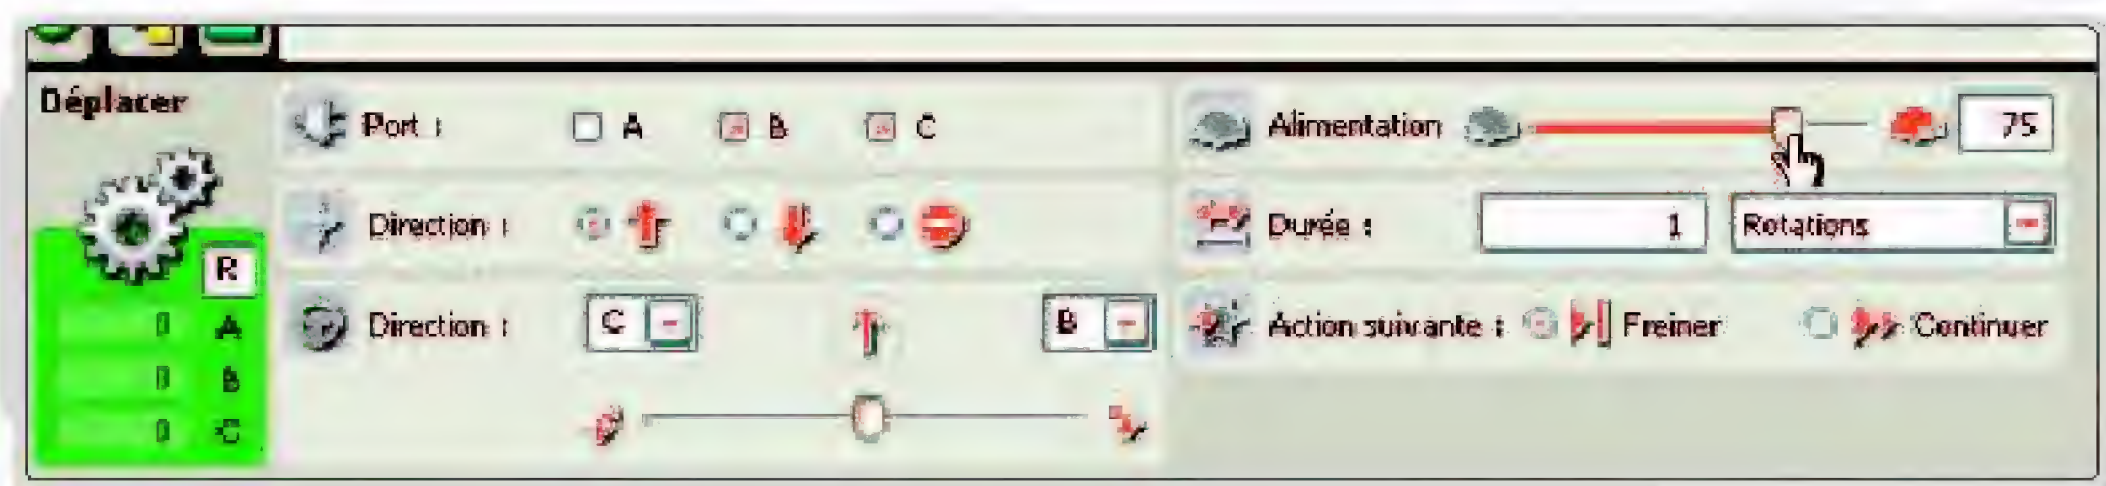 Déplacer
Port :
A
B
C
Direction :
Direction :
C
B
R
0 A
0 B
0 C
Alimentation
75
Durée :
1
Rotations
Action suivante :
Freiner
Continuer